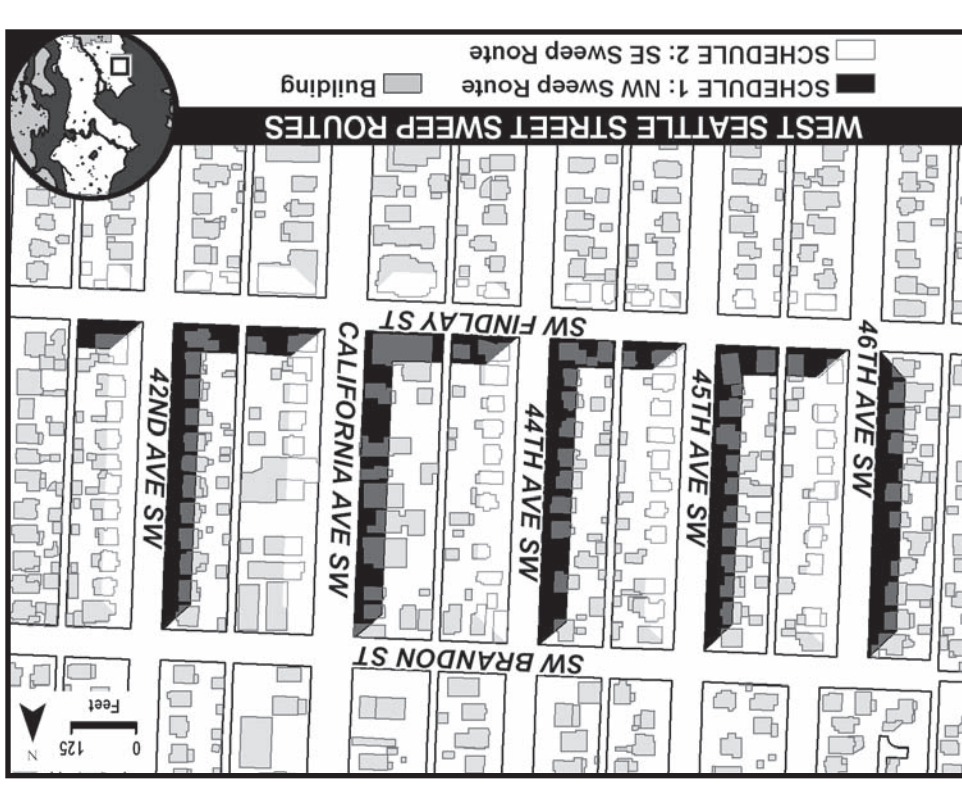 N
0 125
Feet
SW BRANDON ST
46TH AVE SW
45TH AVE SW
44TH AVE SW
CALIFORNIA AVE SW
42ND AVE SW
SW FINDLAY ST
WEST SEATTLE STREET SWEEP ROUTES
SCHEDULE 1: NW Sweep Route
Building
SCHEDULE 2: SE Sweep Route